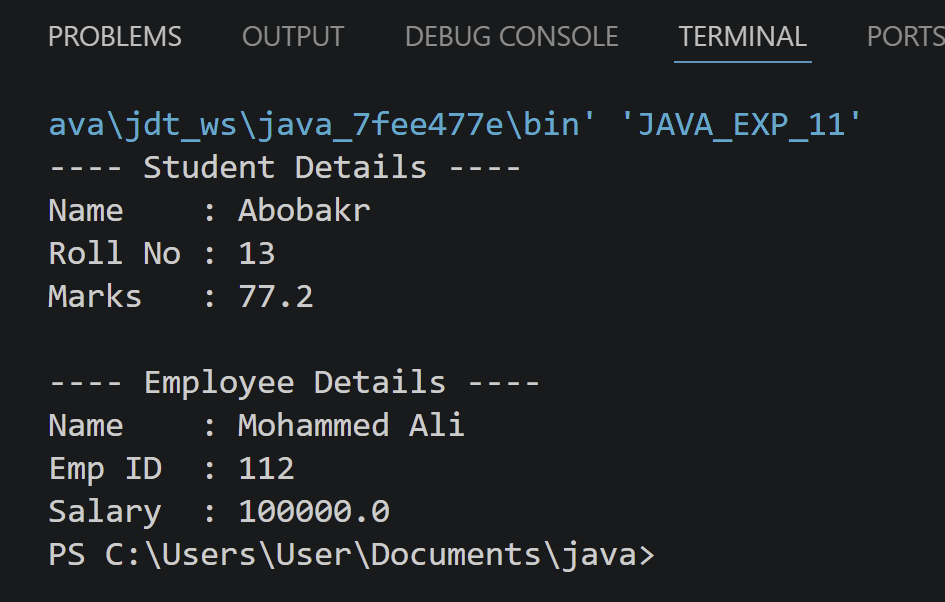 PROBLEMS OUTPUT DEBUG CONSOLE TERMINAL PORTS
ava\jdt_ws\java_7fee477e\bin' 'JAVA_EXP_11'
---- Student Details ----
Name    : Abobakr
Roll No : 13
Marks   : 77.2
---- Employee Details ----
Name    : Mohammed Ali
Emp ID  : 112
Salary  : 100000.0
PS C:\Users\User\Documents\java>